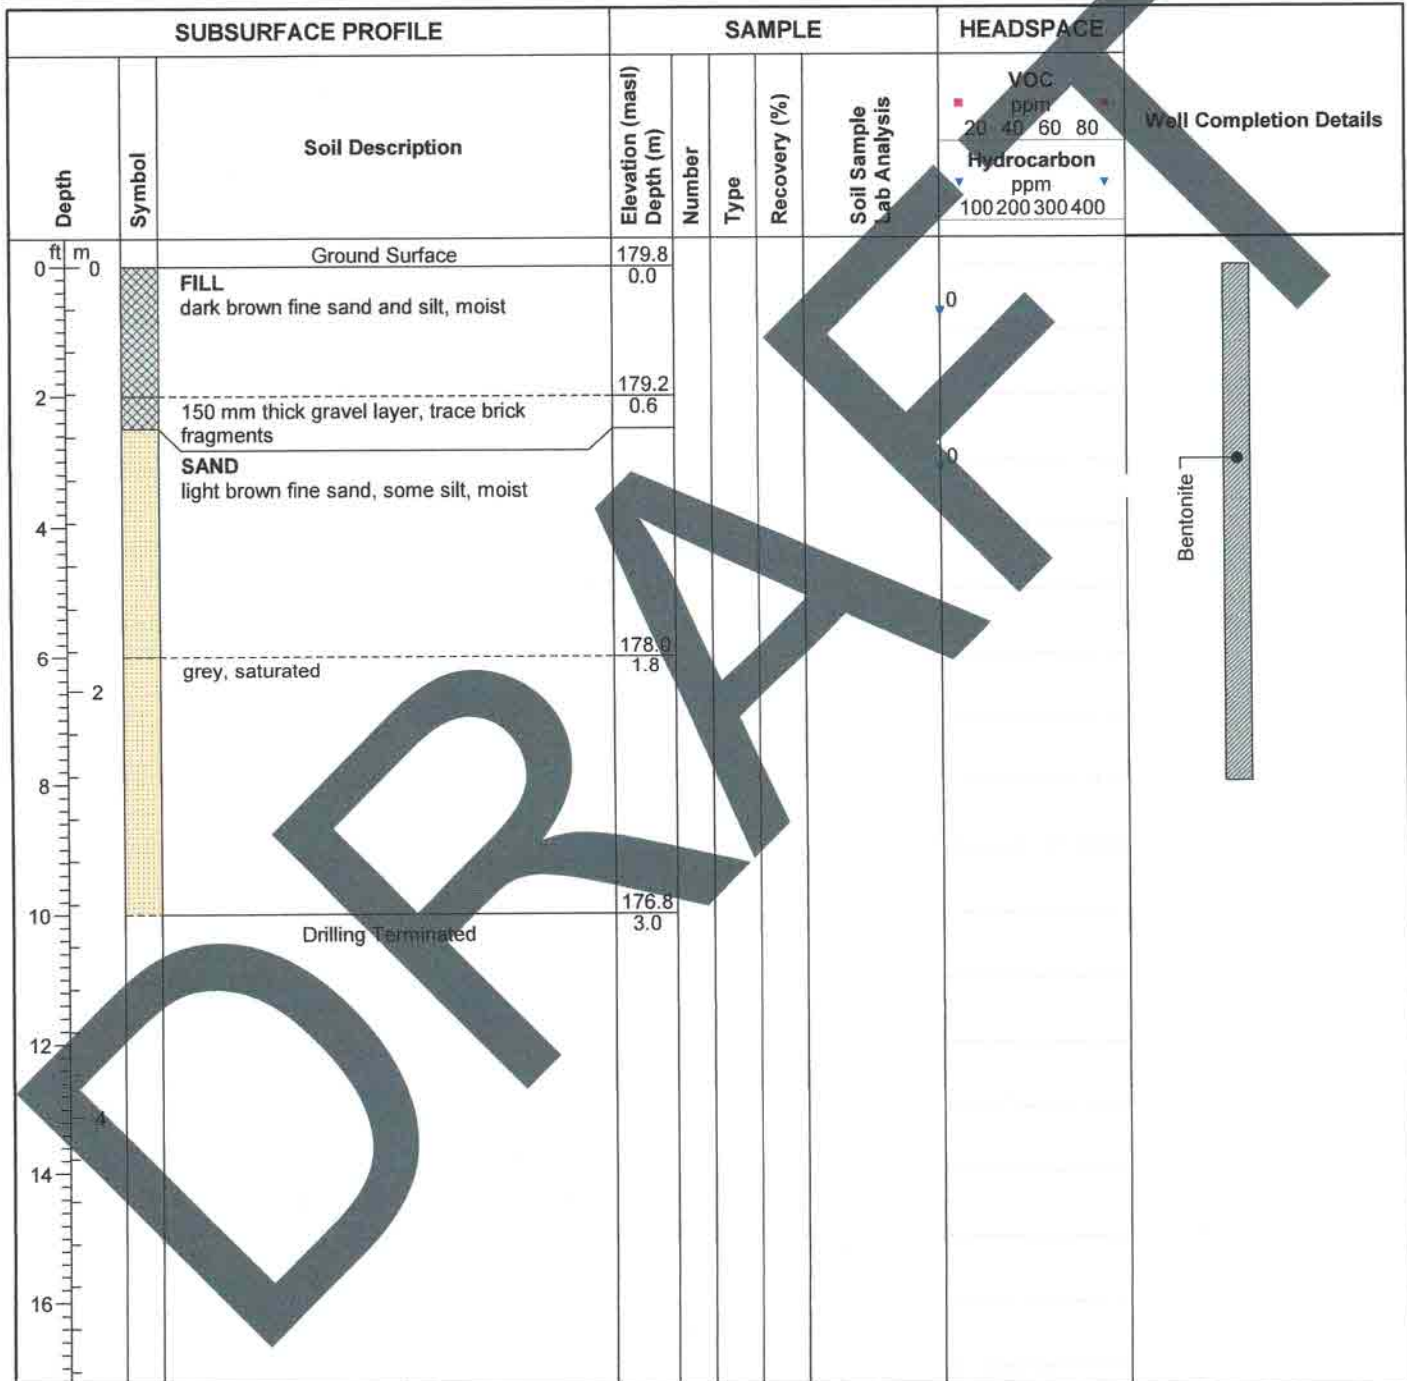 SUBSURFACE PROFILE
SAMPLE
HEADSPACE
Depth
Symbol
Soil Description
Elevation (masl)
Depth (m)
Number
Type
Recovery (%)
Soil Sample
Lab Analysis
VOC
ppm
20 40 60 80
Hydrocarbon
ppm
100 200 300 400
Well Completion Details
ft m
0 0
Ground Surface
179.8
0.0
FILL
dark brown fine sand and silt, moist
0
2
179.2
0.6
150 mm thick gravel layer, trace brick
fragments
SAND
light brown fine sand, some silt, moist
0
Bentonite
4
6
178.0
1.8
grey, saturated
2
8
10
176.8
3.0
Drilling Terminated
12
4
14
16
DRAFT